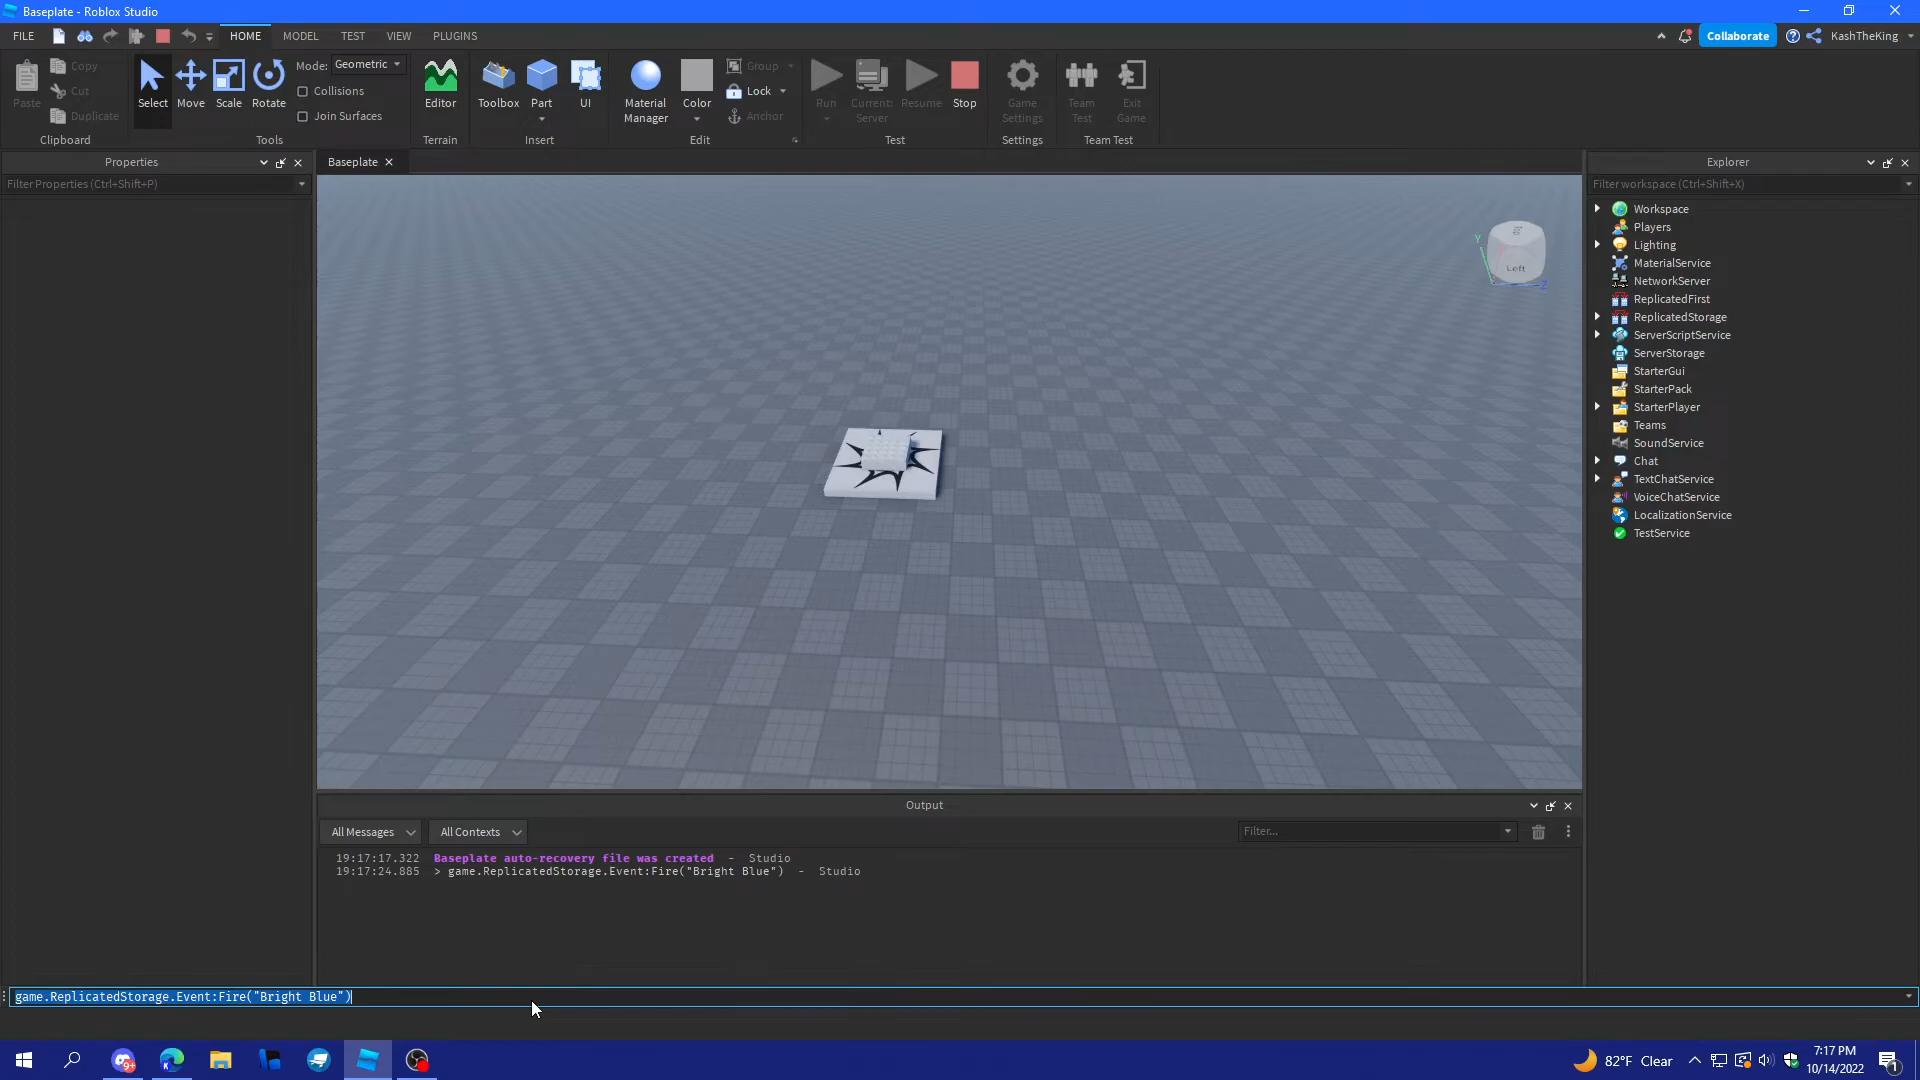 Baseplate - Roblox Studio
FILE HOME MODEL TEST VIEW PLUGINS Collaborate KashTheKing
Paste Copy Cut Duplicate Clipboard
Select Move Scale Rotate Mode: Geometric Collisions Join Surfaces Tools
Editor Terrain
Toolbox Part UI Insert
Material Manager Color Group Lock Anchor Edit
Run Current: Server Resume Stop Test
Game Settings Settings
Team Test Exit Game Team Test
Properties
Filter Properties (Ctrl+Shift+P)
Baseplate
Y
Left
Z
Explorer
Filter workspace (Ctrl+Shift+X)
Workspace
Players
Lighting
MaterialService
NetworkServer
ReplicatedFirst
ReplicatedStorage
ServerScriptService
ServerStorage
StarterGui
StarterPack
StarterPlayer
Teams
SoundService
Chat
TextChatService
VoiceChatService
LocalizationService
TestService
Output
All Messages All Contexts Filter...
19:17:17.322 Baseplate auto-recovery file was created - Studio
19:17:24.885 > game.ReplicatedStorage.Event:Fire("Bright Blue") - Studio
game.ReplicatedStorage.Event:Fire("Bright Blue")
9+ K 82°F Clear 7:17 PM
10/14/2022 1